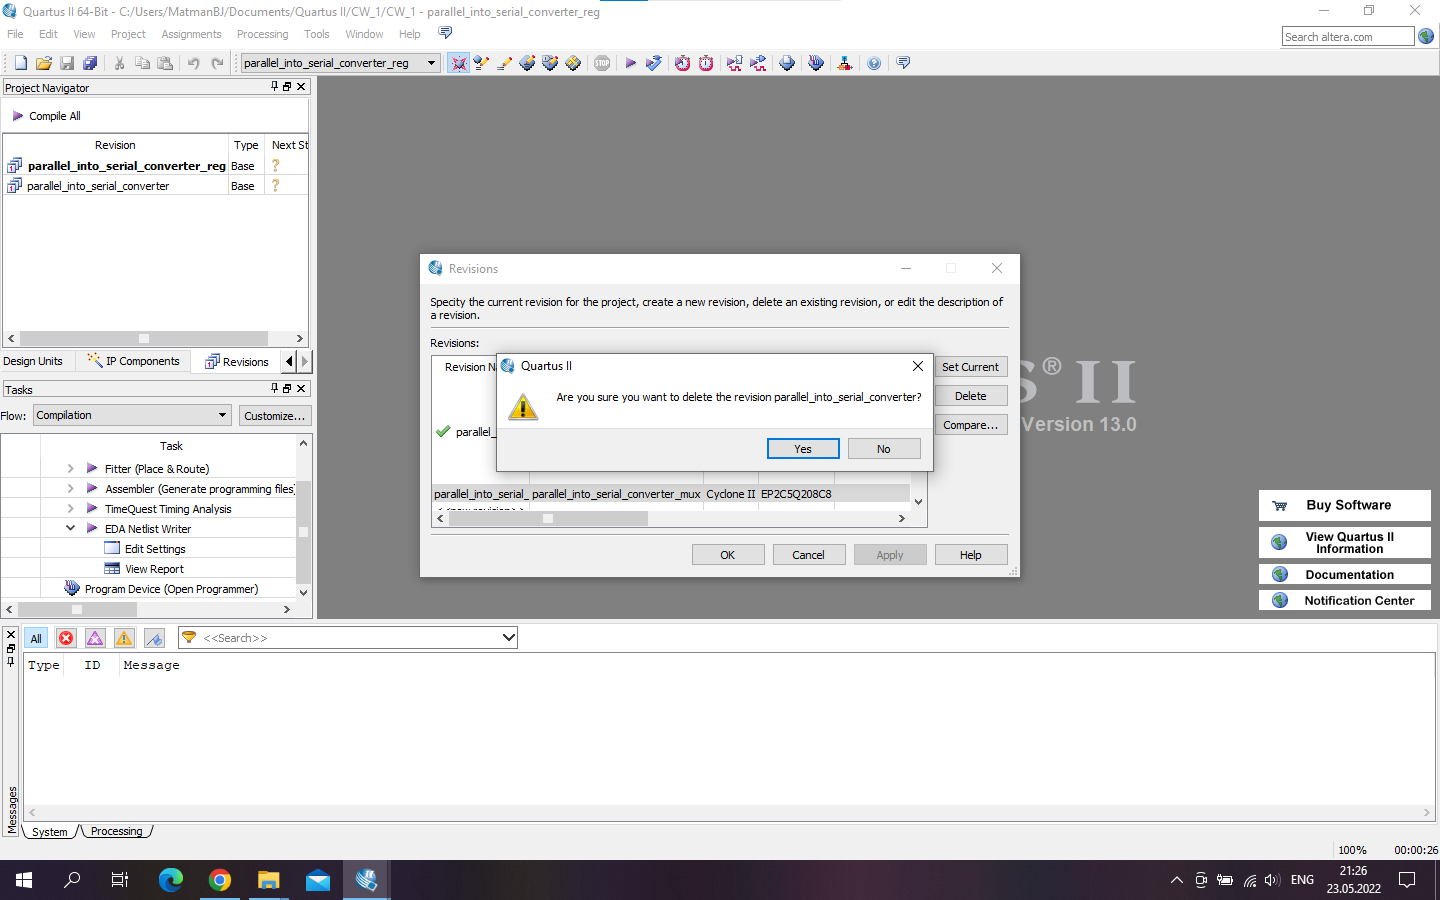 Quartus II 64-Bit - C:/Users/MatmanBJ/Documents/Quartus II/CW_1/CW_1 - parallel_into_serial_converter_reg
File Edit View Project Assignments Processing Tools Window Help
Search altera.com
parallel_into_serial_converter_reg
STOP
Project Navigator
Compile All
Revision Type Next St
parallel_into_serial_converter_reg Base ?
parallel_into_serial_converter Base ?
Design Units IP Components Revisions
Tasks
Flow: Compilation Customize...
Task
Fitter (Place & Route)
Assembler (Generate programming files)
TimeQuest Timing Analysis
EDA Netlist Writer
Edit Settings
View Report
Program Device (Open Programmer)
Revisions
Specify the current revision for the project, create a new revision, delete an existing revision, or edit the description of
a revision.
Revisions:
Revision N
Set Current
Delete
Compare...
parallel_
parallel_into_serial_ parallel_into_serial_converter_mux Cyclone II EP2C5Q208C8
<<new revision>>
OK Cancel Apply Help
Quartus II
Are you sure you want to delete the revision parallel_into_serial_converter?
Yes No
S® II
Version 13.0
Buy Software
View Quartus II
Information
Documentation
Notification Center
All <<Search>>
Type ID Message
Messages
System Processing
100% 00:00:26
ENG
21:26
23.05.2022